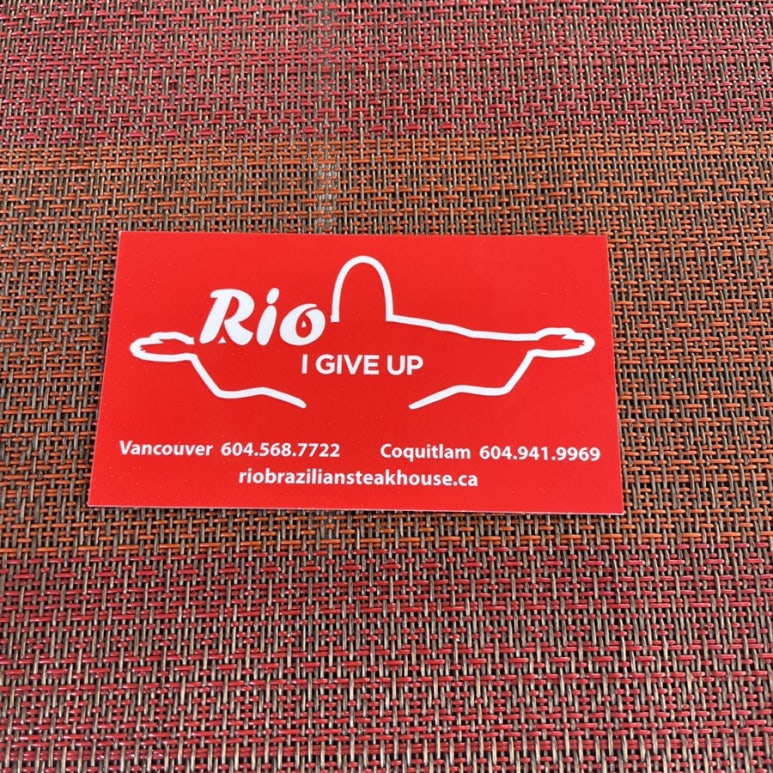 Rio
I GIVE UP
Vancouver 604.568.7722 Coquitlam 604.941.9969
riobraziliansteakhouse.ca